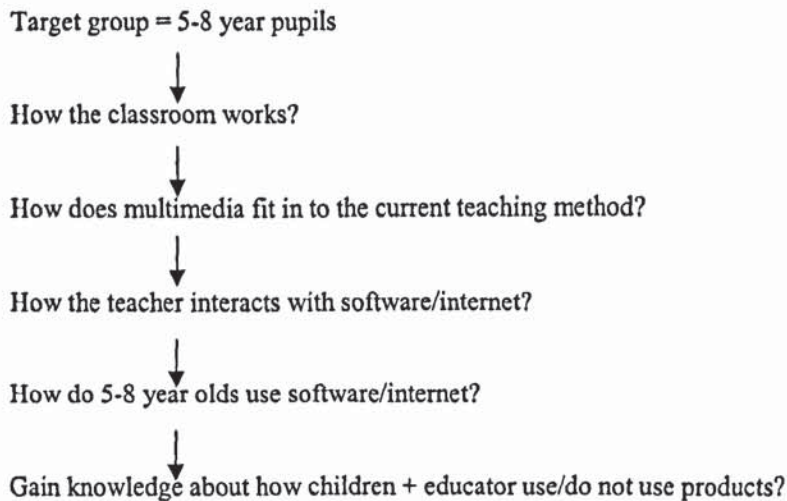 Target group = 5-8 year pupils
How the classroom works?
How does multimedia fit in to the current teaching method?
How the teacher interacts with software/internet?
How do 5-8 year olds use software/internet?
Gain knowledge about how children + educator use/do not use products?